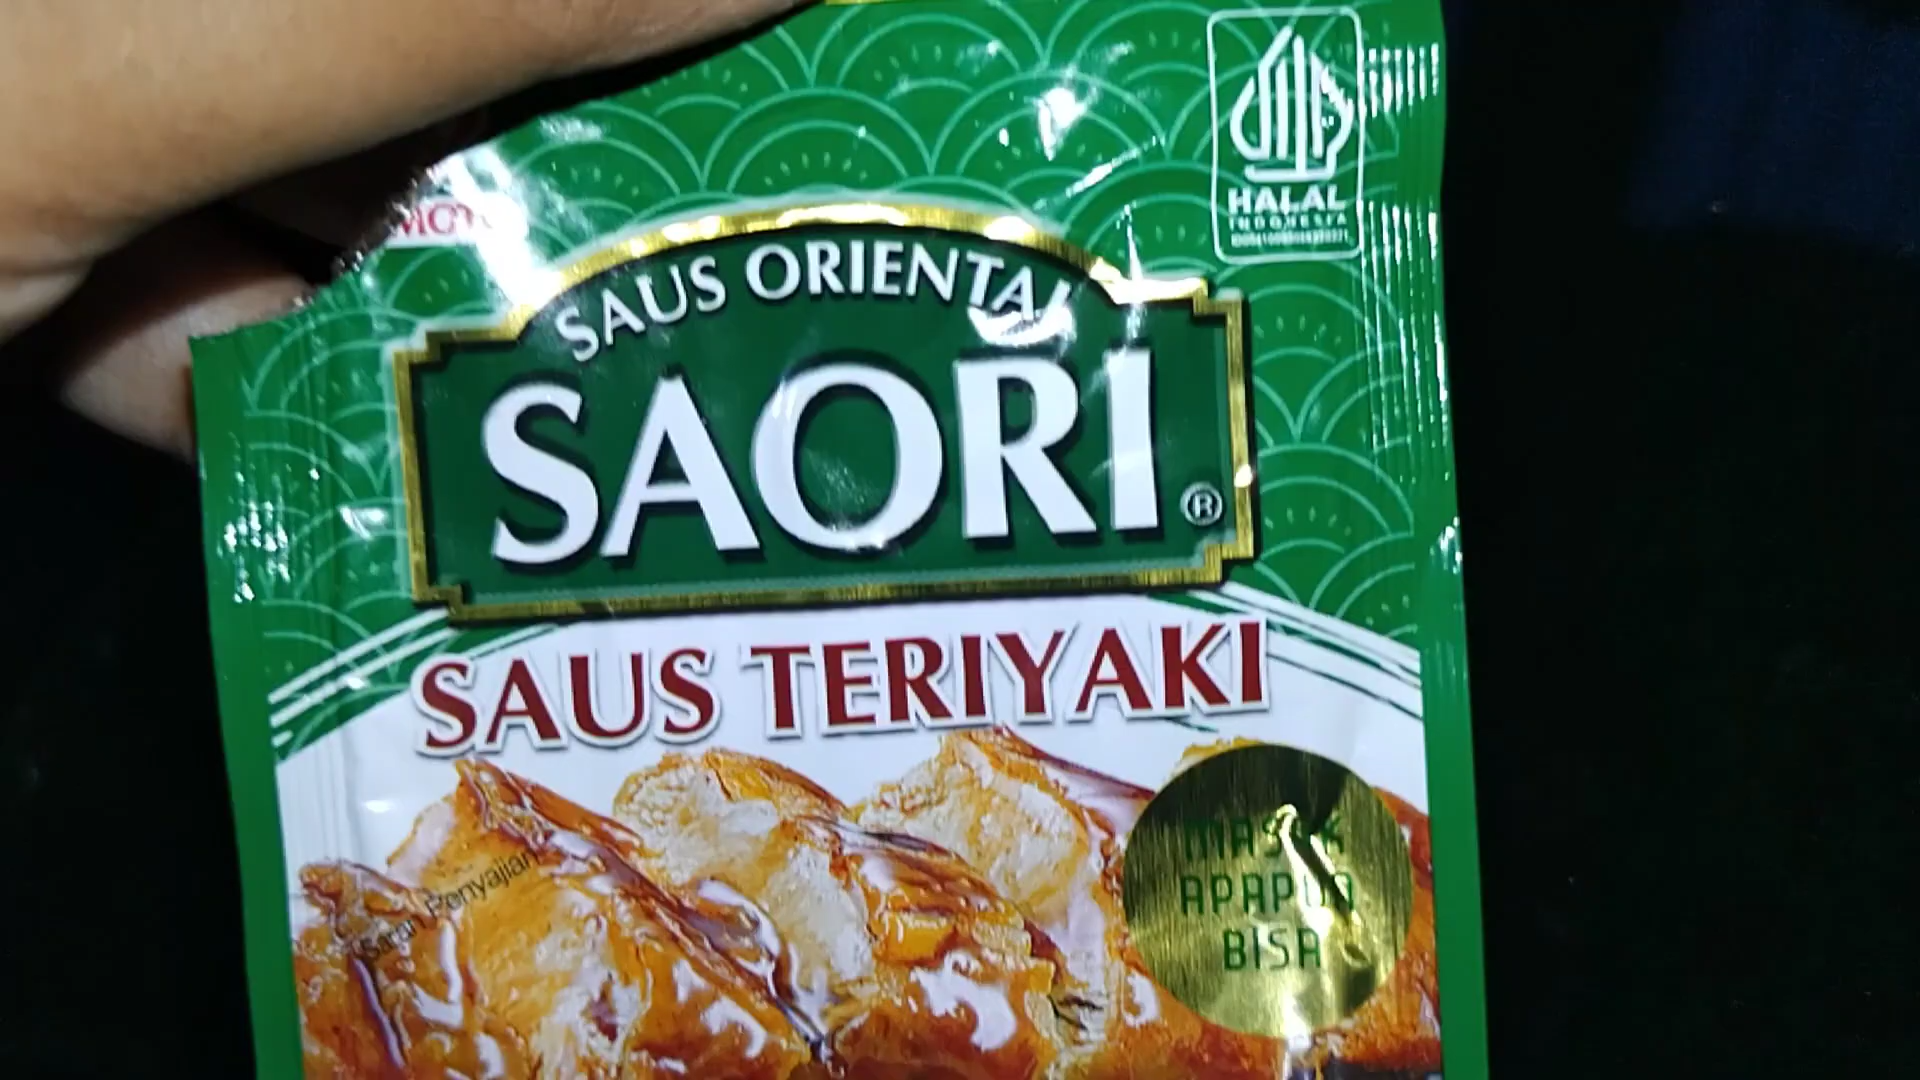 HALAL
INDONESIA
SAUS ORIENTAL
SAORI
®
SAUS TERIYAKI
MASAK
APAPUN
BISA
Saran Penyajian